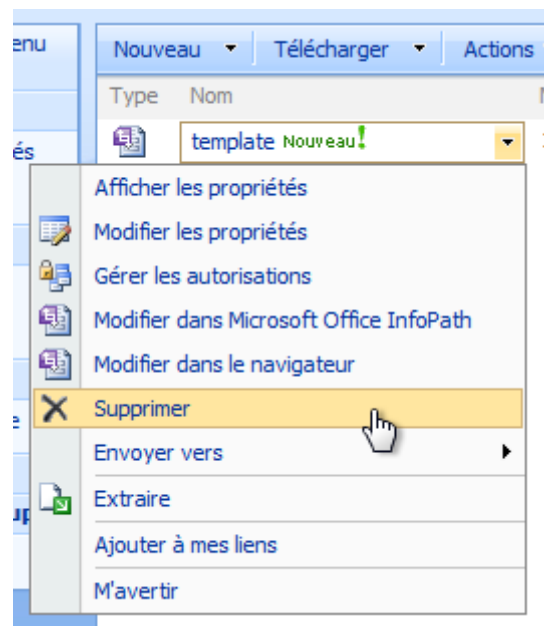 enu
Nouveau Télécharger Actions
Type Nom
és
template Nouveau!
Afficher les propriétés
Modifier les propriétés
Gérer les autorisations
Modifier dans Microsoft Office InfoPath
Modifier dans le navigateur
Supprimer
Envoyer vers
Extraire
Ajouter à mes liens
M'avertir